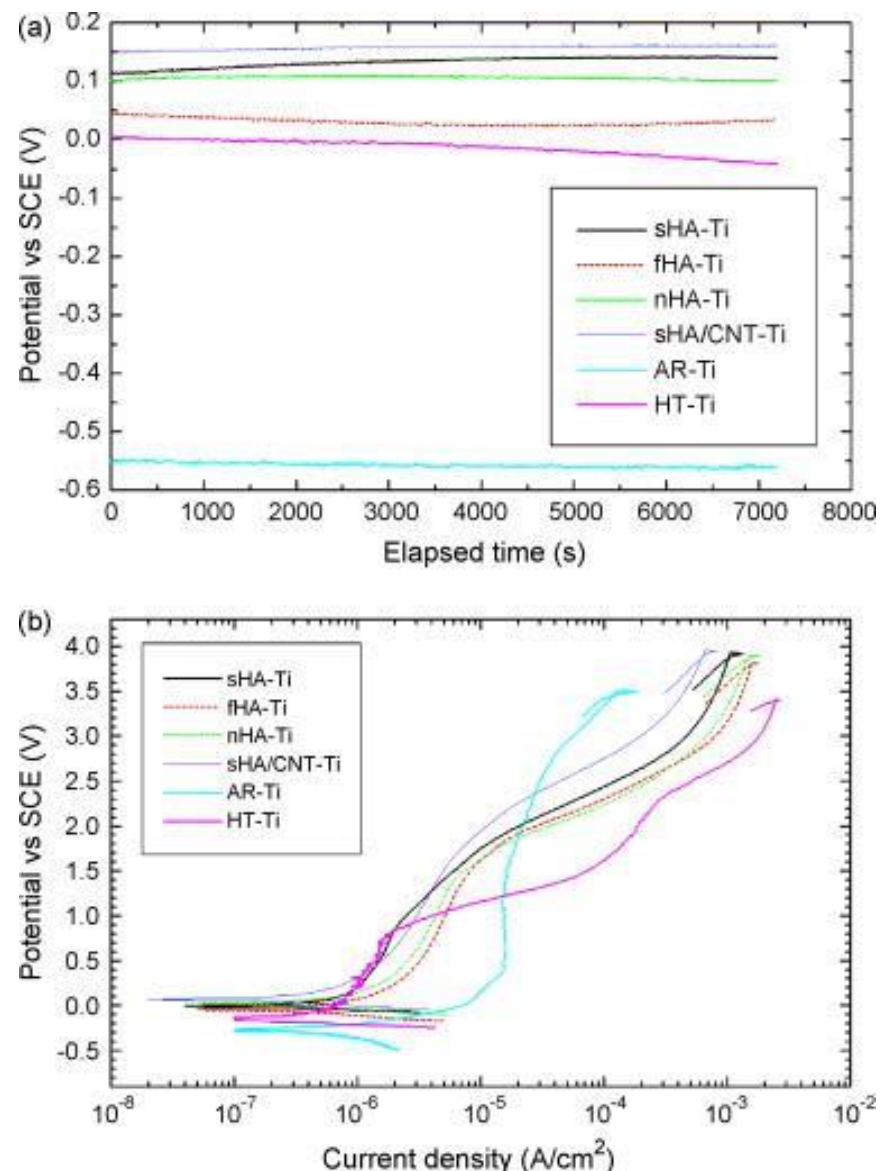 (a)
0.2
0.1
0.0
-0.1
-0.2
-0.3
-0.4
-0.5
-0.6
Potential vs SCE (V)
sHA-Ti
fHA-Ti
nHA-Ti
sHA/CNT-Ti
AR-Ti
HT-Ti
0 1000 2000 3000 4000 5000 6000 7000 8000
Elapsed time (s)
(b)
4.0
3.5
3.0
2.5
2.0
1.5
1.0
0.5
0.0
-0.5
Potential vs SCE (V)
sHA-Ti
fHA-Ti
nHA-Ti
sHA/CNT-Ti
AR-Ti
HT-Ti
10⁻⁸ 10⁻⁷ 10⁻⁶ 10⁻⁵ 10⁻⁴ 10⁻³ 10⁻²
Current density (A/cm²)